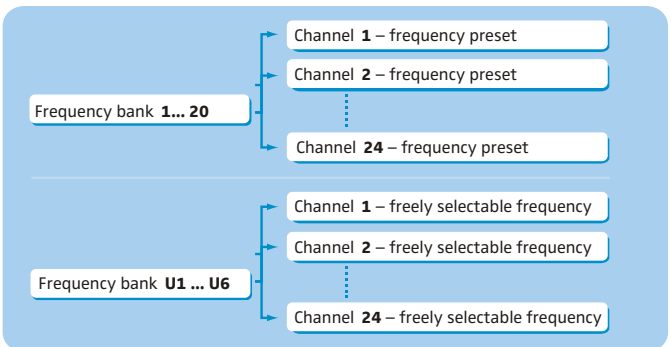 Channel 1 – frequency preset
Channel 2 – frequency preset
Frequency bank 1... 20
Channel 24 – frequency preset
Channel 1 – freely selectable frequency
Channel 2 – freely selectable frequency
Frequency bank U1 ... U6
Channel 24 – freely selectable frequency